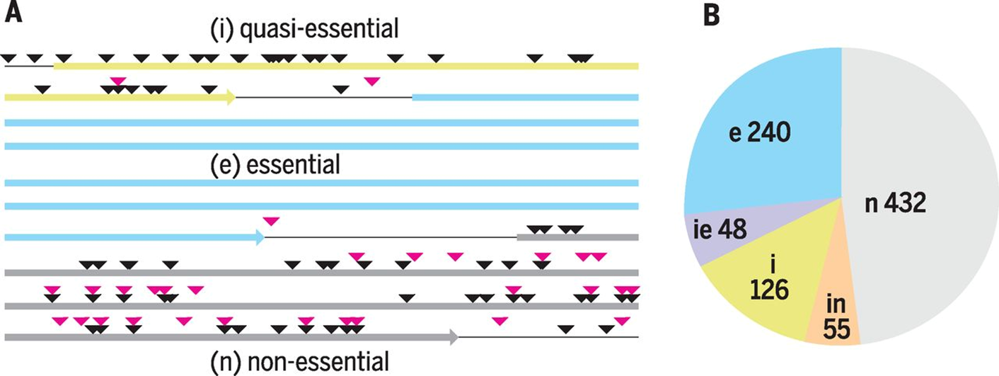 A
(i) quasi-essential
(e) essential
(n) non-essential
B
e 240
n 432
ie 48
i
126
in
55